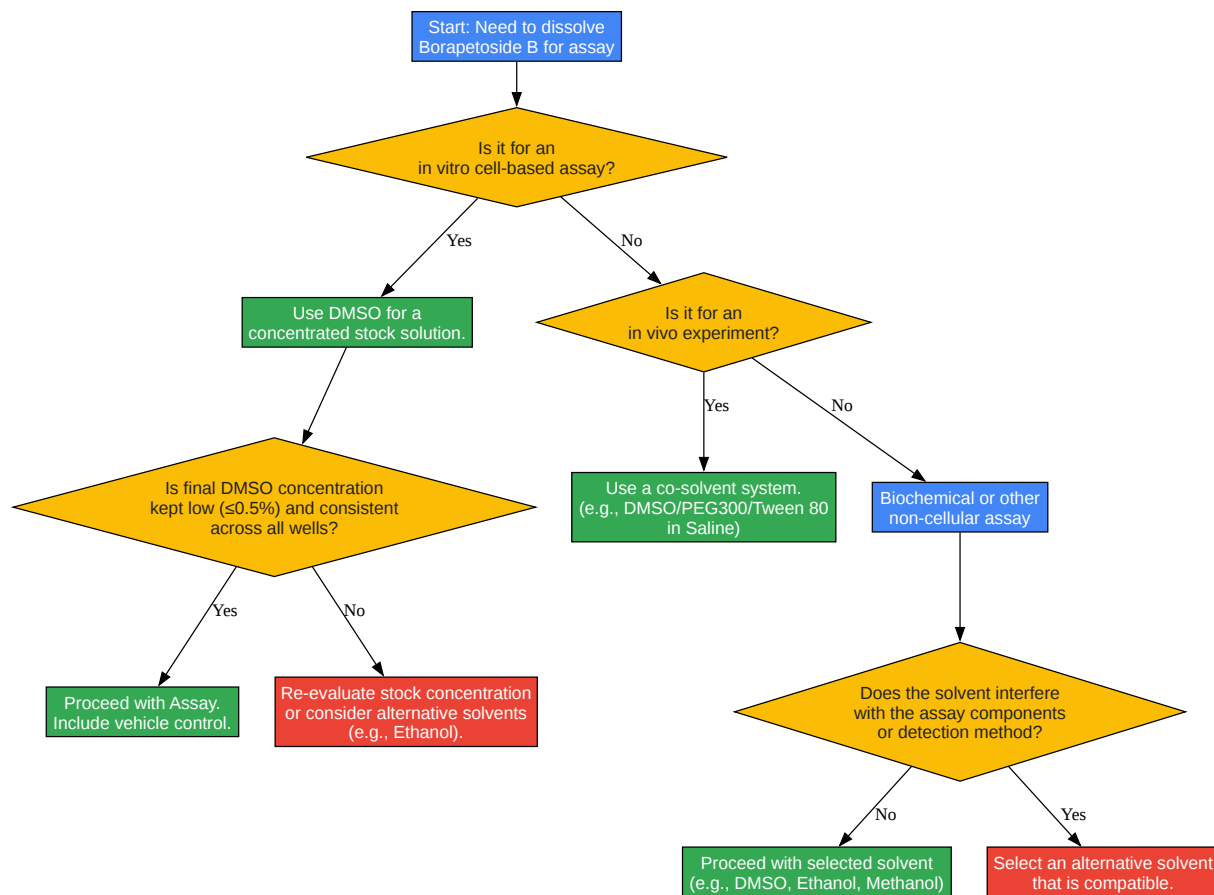 Start: Need to dissolve
Borapetoside B for assay
Is it for an
in vitro cell-based assay?
Yes
No
Use DMSO for a
concentrated stock solution.
Is it for an
in vivo experiment?
Yes
No
Is final DMSO concentration
kept low (≤0.5%) and consistent
across all wells?
Use a co-solvent system.
(e.g., DMSO/PEG300/Tween 80
in Saline)
Biochemical or other
non-cellular assay
Yes
No
Proceed with Assay.
Include vehicle control.
Re-evaluate stock concentration
or consider alternative solvents
(e.g., Ethanol).
Does the solvent interfere
with the assay components
or detection method?
No
Yes
Proceed with selected solvent
(e.g., DMSO, Ethanol, Methanol)
Select an alternative solvent
that is compatible.